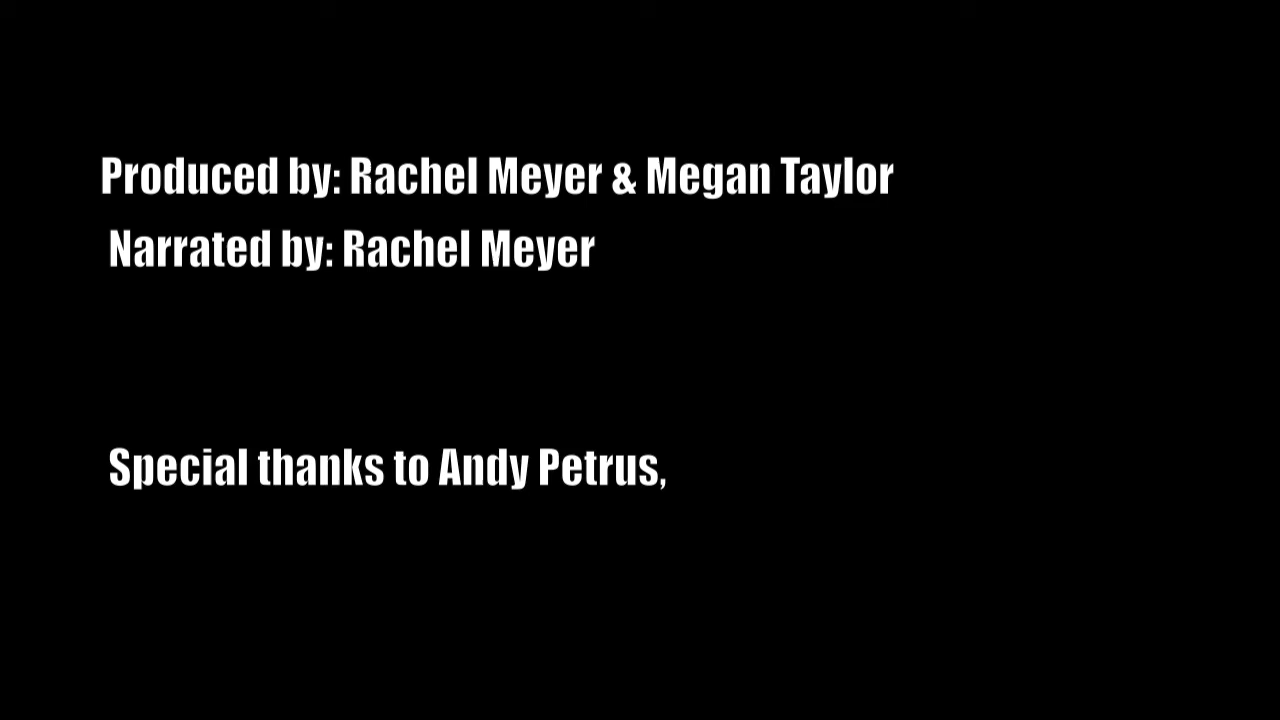 Produced by: Rachel Meyer & Megan Taylor
Narrated by: Rachel Meyer
Special thanks to Andy Petrus,